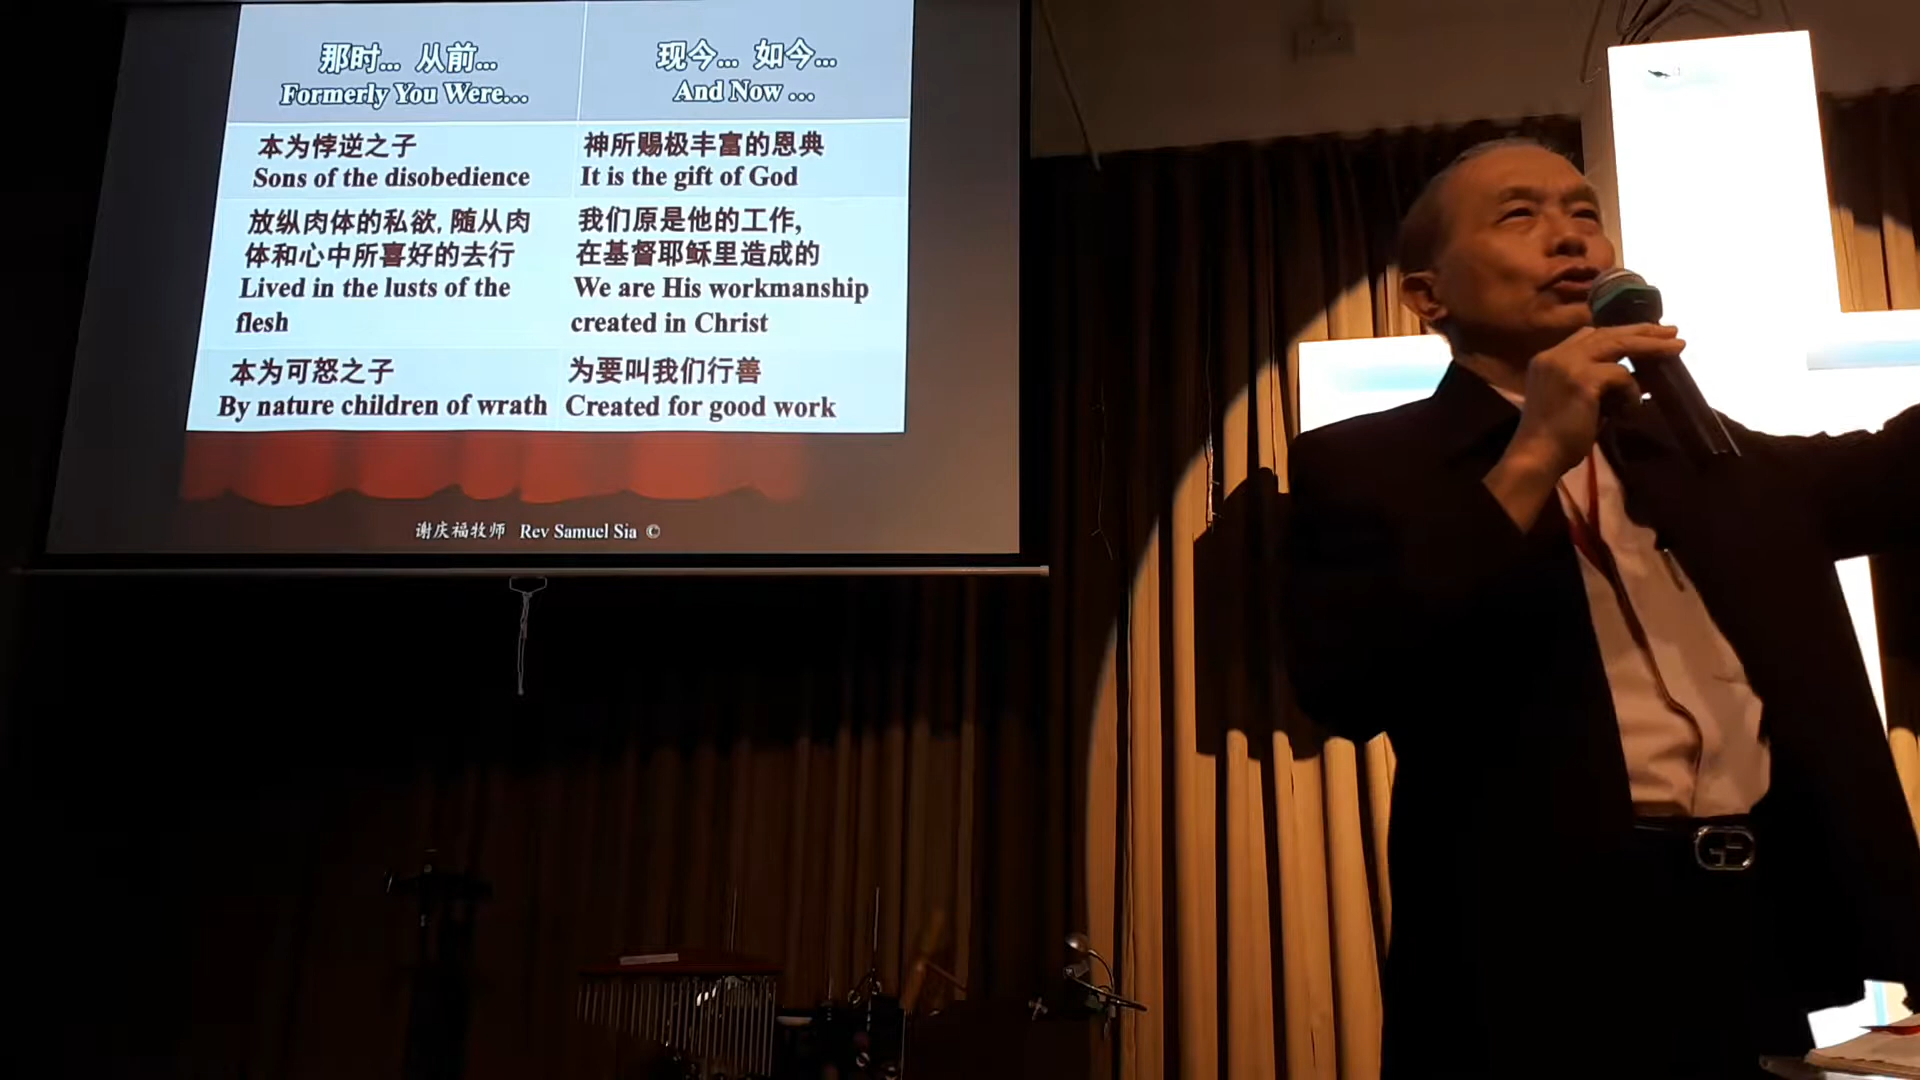 那时... 从前...
Formerly You Were...
现今... 如今...
And Now ...
本为悖逆之子
Sons of the disobedience
神所赐极丰富的恩典
It is the gift of God
放纵肉体的私欲, 随从肉
体和心中所喜好的去行
Lived in the lusts of the
flesh
我们原是他的工作,
在基督耶稣里造成的
We are His workmanship
created in Christ
本为可怒之子
By nature children of wrath
为要叫我们行善
Created for good work
谢庆福牧师 Rev Samuel Sia ©